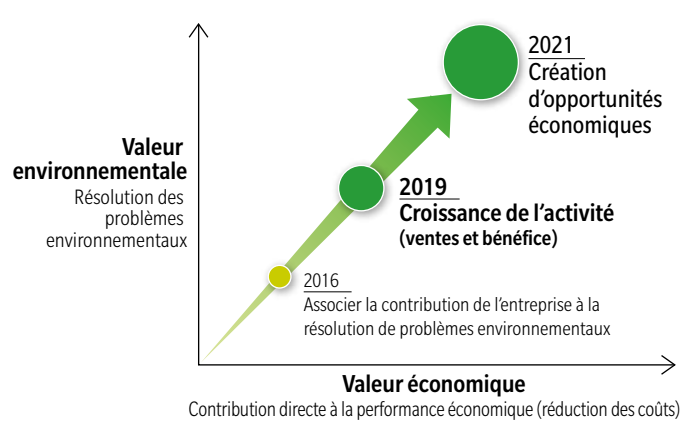 2021
Création
d'opportunités
économiques
Valeur
environnementale
Résolution des
problèmes
environnementaux
2019
Croissance de l'activité
(ventes et bénéfice)
2016
Associer la contribution de l'entreprise à la
résolution de problèmes environnementaux
Valeur économique
Contribution directe à la performance économique (réduction des coûts)